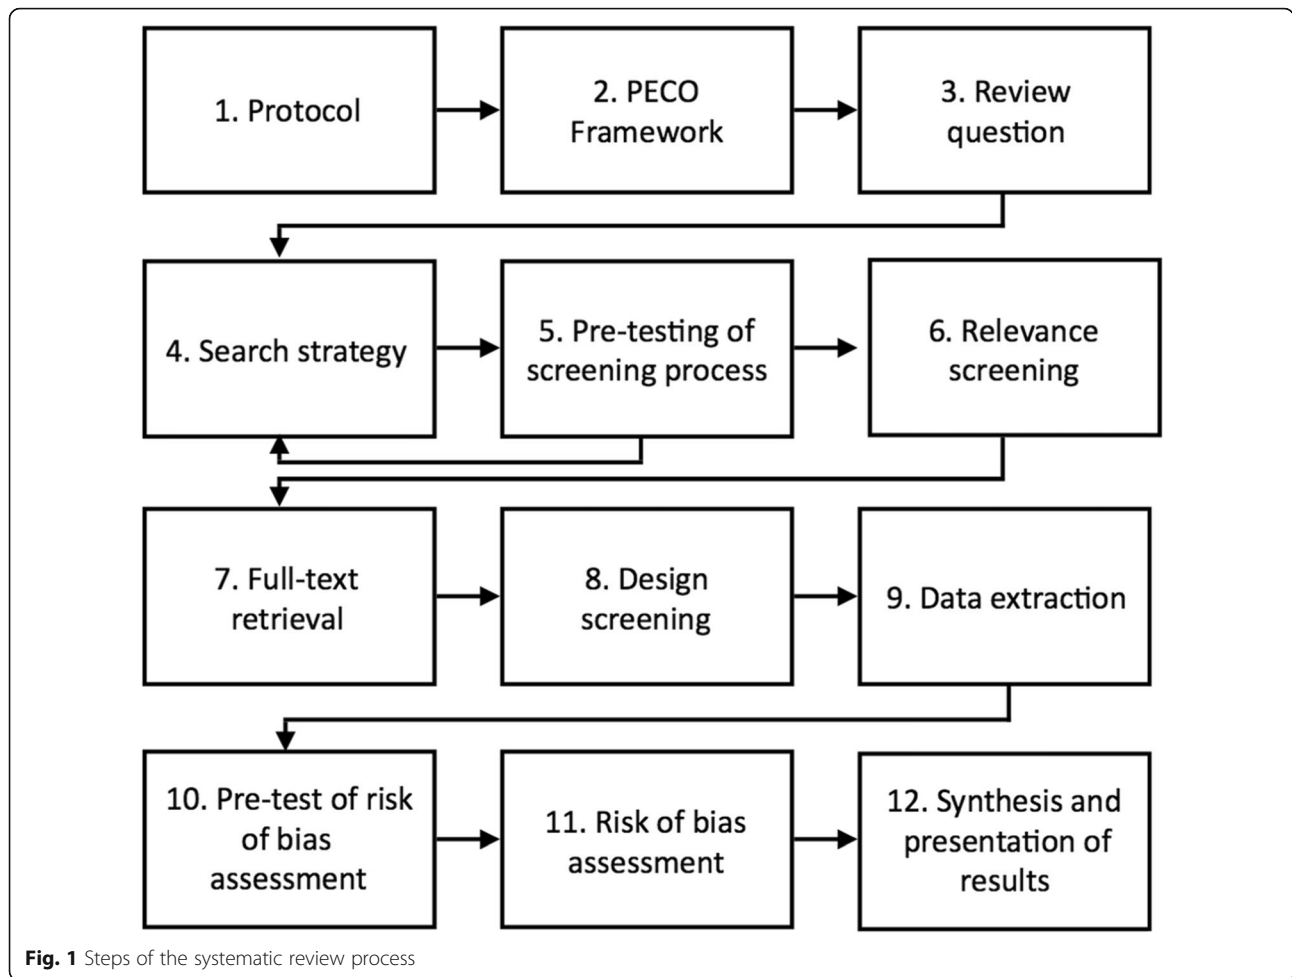 1. Protocol
2. PECO
Framework
3. Review
question
4. Search strategy
5. Pre-testing of
screening process
6. Relevance
screening
7. Full-text
retrieval
8. Design
screening
9. Data extraction
10. Pre-test of risk
of bias
assessment
11. Risk of bias
assessment
12. Synthesis and
presentation of
results
Fig. 1 Steps of the systematic review process